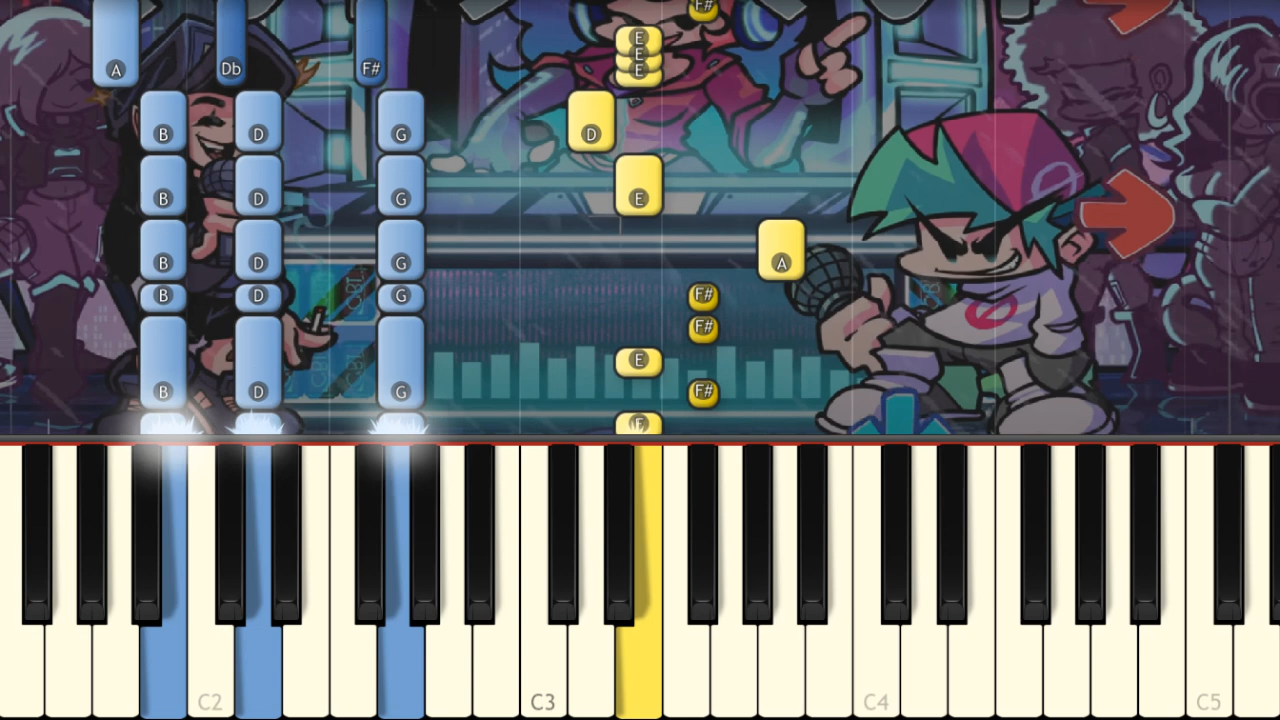 F#
E
E
A Db F# E
B D G D
B D G E
B D G A
B D G F#
F#
E
B D G F#
E
C2 C3 C4 C5